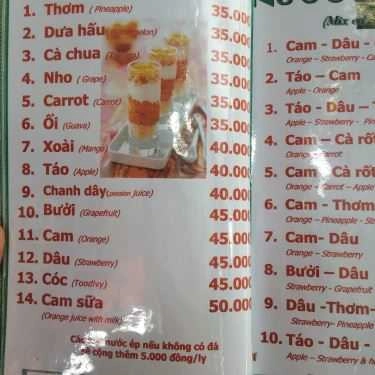 1. Thơm (Pineapple) 35.000
2. Dưa hấu 35.000
3. Cà chua 35.000
4. Nho (Grape) 35.000
5. Carrot (Carrot) 35.000
6. Ổi (Guava) 35.000
7. Xoài (Mango) 40.000
8. Táo (Apple) 40.000
9. Chanh dây (passion juice) 40.000
10. Bưởi (Grapefruit) 45.000
11. Cam (Orange) 45.000
12. Dâu (Strawberry) 45.000
13. Cóc (Toodivy) 45.000
14. Cam sữa 50.000
(Orange juice with milk)
nước ép nếu không có đá
sẽ cộng thêm 5.000 đồng/ly
(Mix
1. Cam - Dâu -
Orange - Strawberry -
2. Táo – Cam
Apple - Orange
3. Táo - Dâu –
Apple – Strawberry –
4. Cam – Cà rốt
Orange - Carrot
5. Cam – Cà rốt
Orange – Carrot – Apple
6. Cam – Thơm
Orange – Pineapple -
7. Cam- Dâu
Orange – Strawberry
8. Bưởi – Dâu
Strawberry - Grapefruit
9. Dâu -Thơm-
Strawberry- Pineapple
10. Táo - Dâu -
Apple – Strawberry &